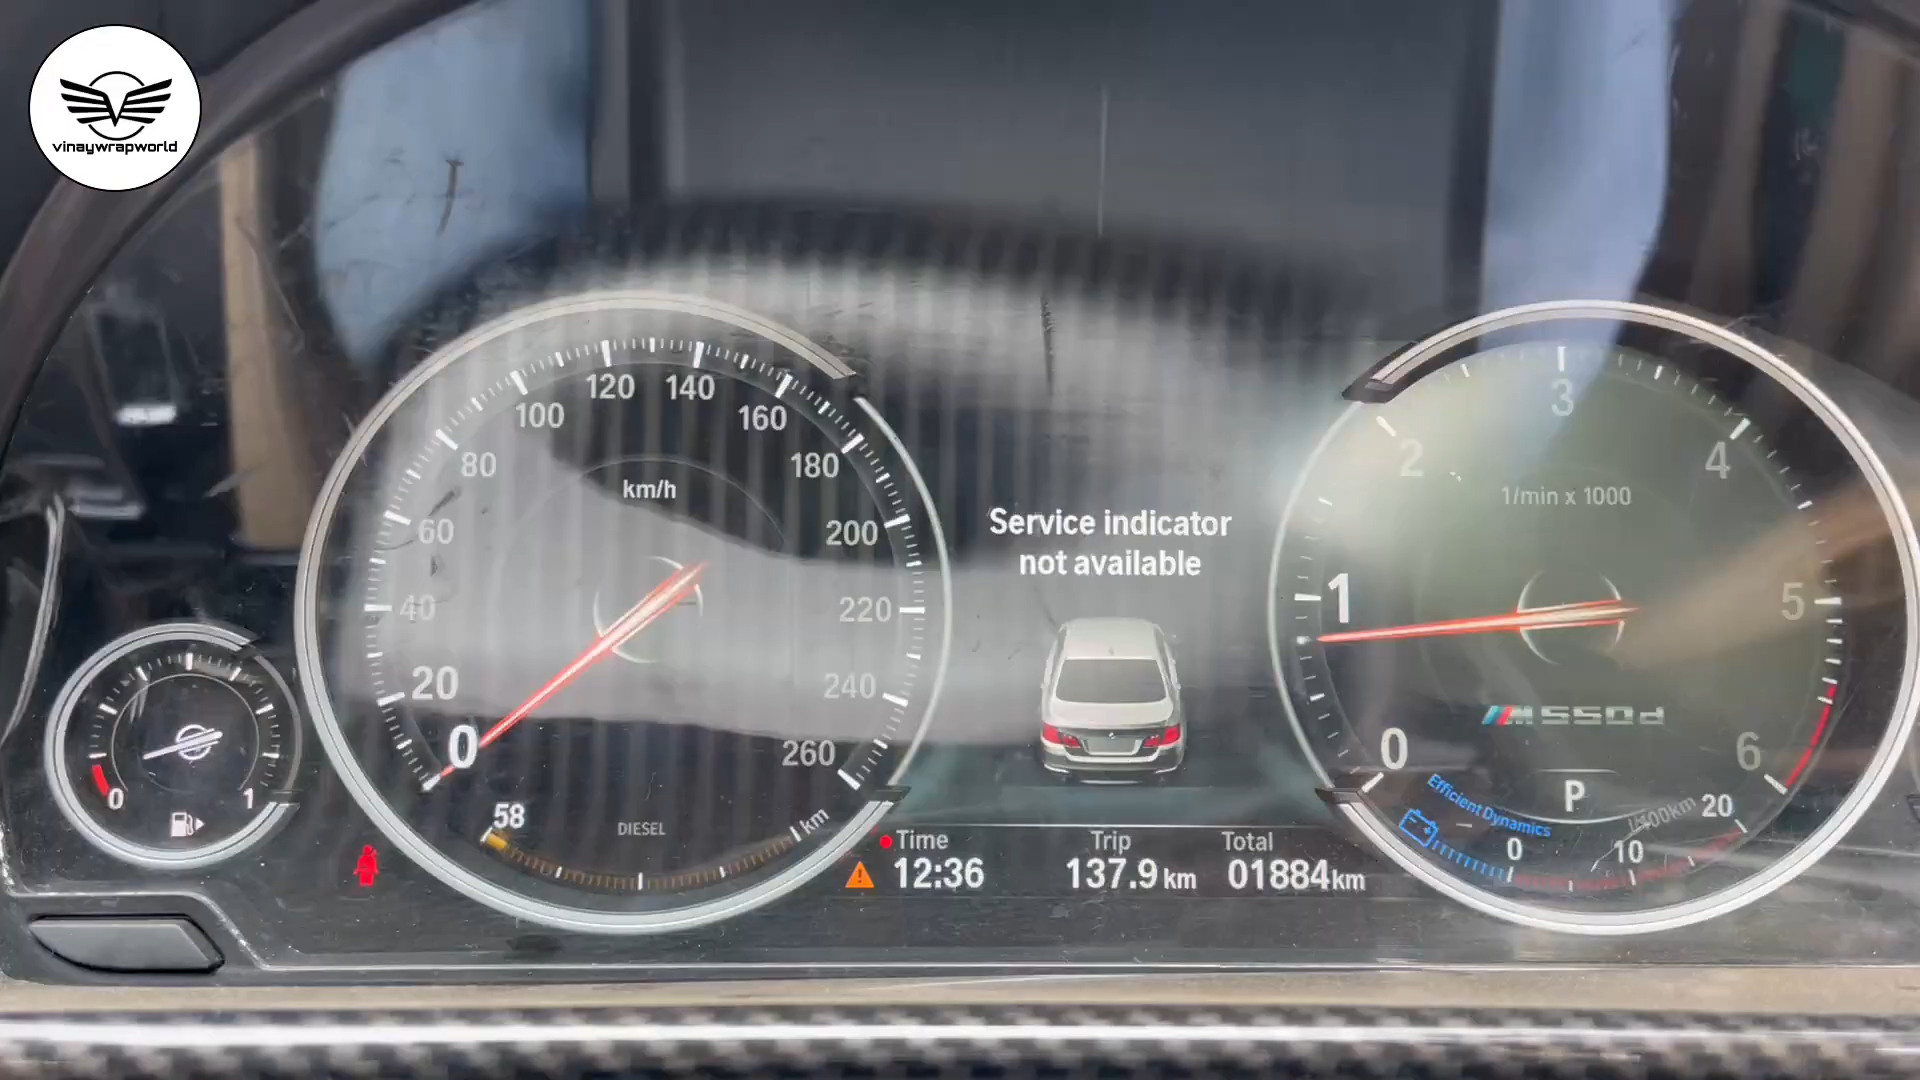 vinaywrapworld
0
20
40
60
80
100
120
140
160
180
200
220
240
260
km/h
58
DIESEL
km
0
1
Service indicator
not available
Time
12:36
Trip
137.9 km
Total
01884km
0
1
2
3
4
5
6
1/min x 1000
M550d
P
Efficient Dynamics
l/100km
0
10
20